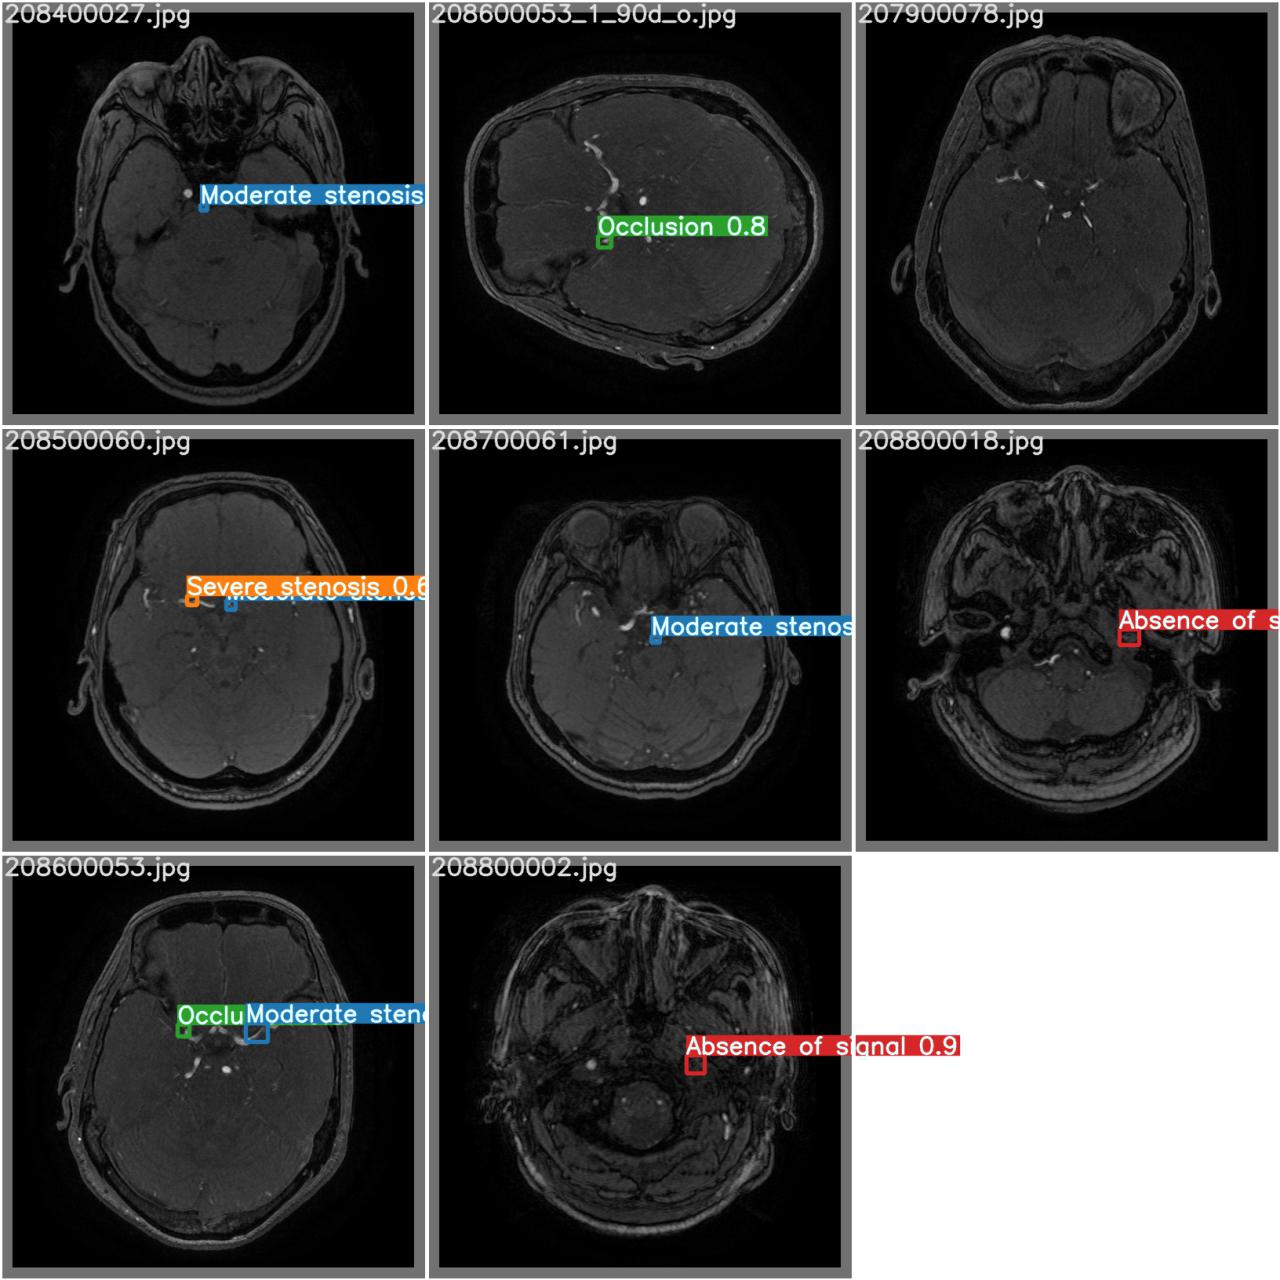 208400027.jpg
208600053_1_90d_o.jpg
207900078.jpg
Moderate stenosis
Occlusion 0.8
208500060.jpg
208700061.jpg
208800018.jpg
Severe stenosis 0.6
Moderate stenos
Absence of s
208600053.jpg
208800002.jpg
Occlu
Moderate sten
Absence of signal 0.9